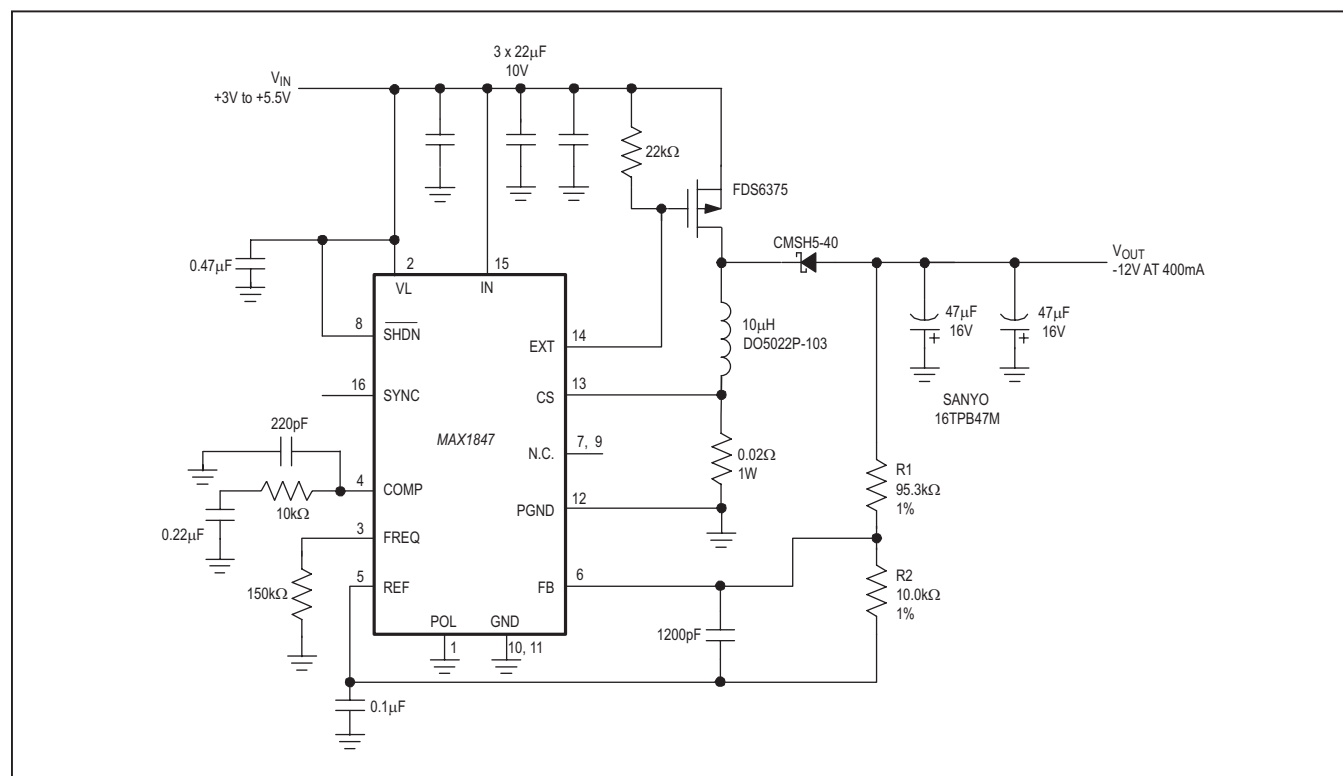 3 x 22μF
10V
V_IN
+3V to +5.5V
22kΩ
FDS6375
CMSH5-40
V_OUT
-12V AT 400mA
0.47μF
2
15
VL
IN
47μF
16V
47μF
16V
8
SHDN
10μH
DO5022P-103
14
EXT
16
SYNC
13
CS
SANYO
16TPB47M
220pF
MAX1847
7, 9
N.C.
0.02Ω
1W
R1
95.3kΩ
1%
4
COMP
10kΩ
12
PGND
0.22μF
3
FREQ
5
REF
6
FB
R2
10.0kΩ
1%
150kΩ
POL
GND
1
10, 11
1200pF
0.1μF